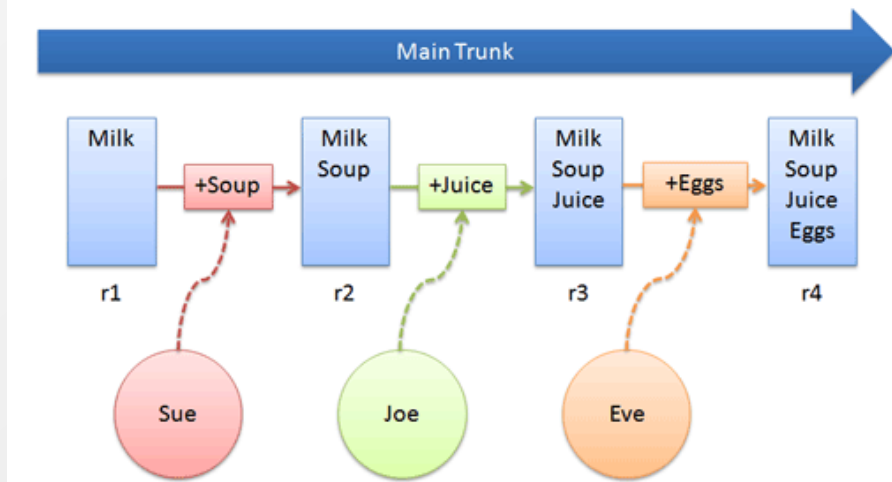 Main Trunk
Milk
+Soup
Milk
Soup
+Juice
Milk
Soup
Juice
+Eggs
Milk
Soup
Juice
Eggs
r1
r2
r3
r4
Sue
Joe
Eve